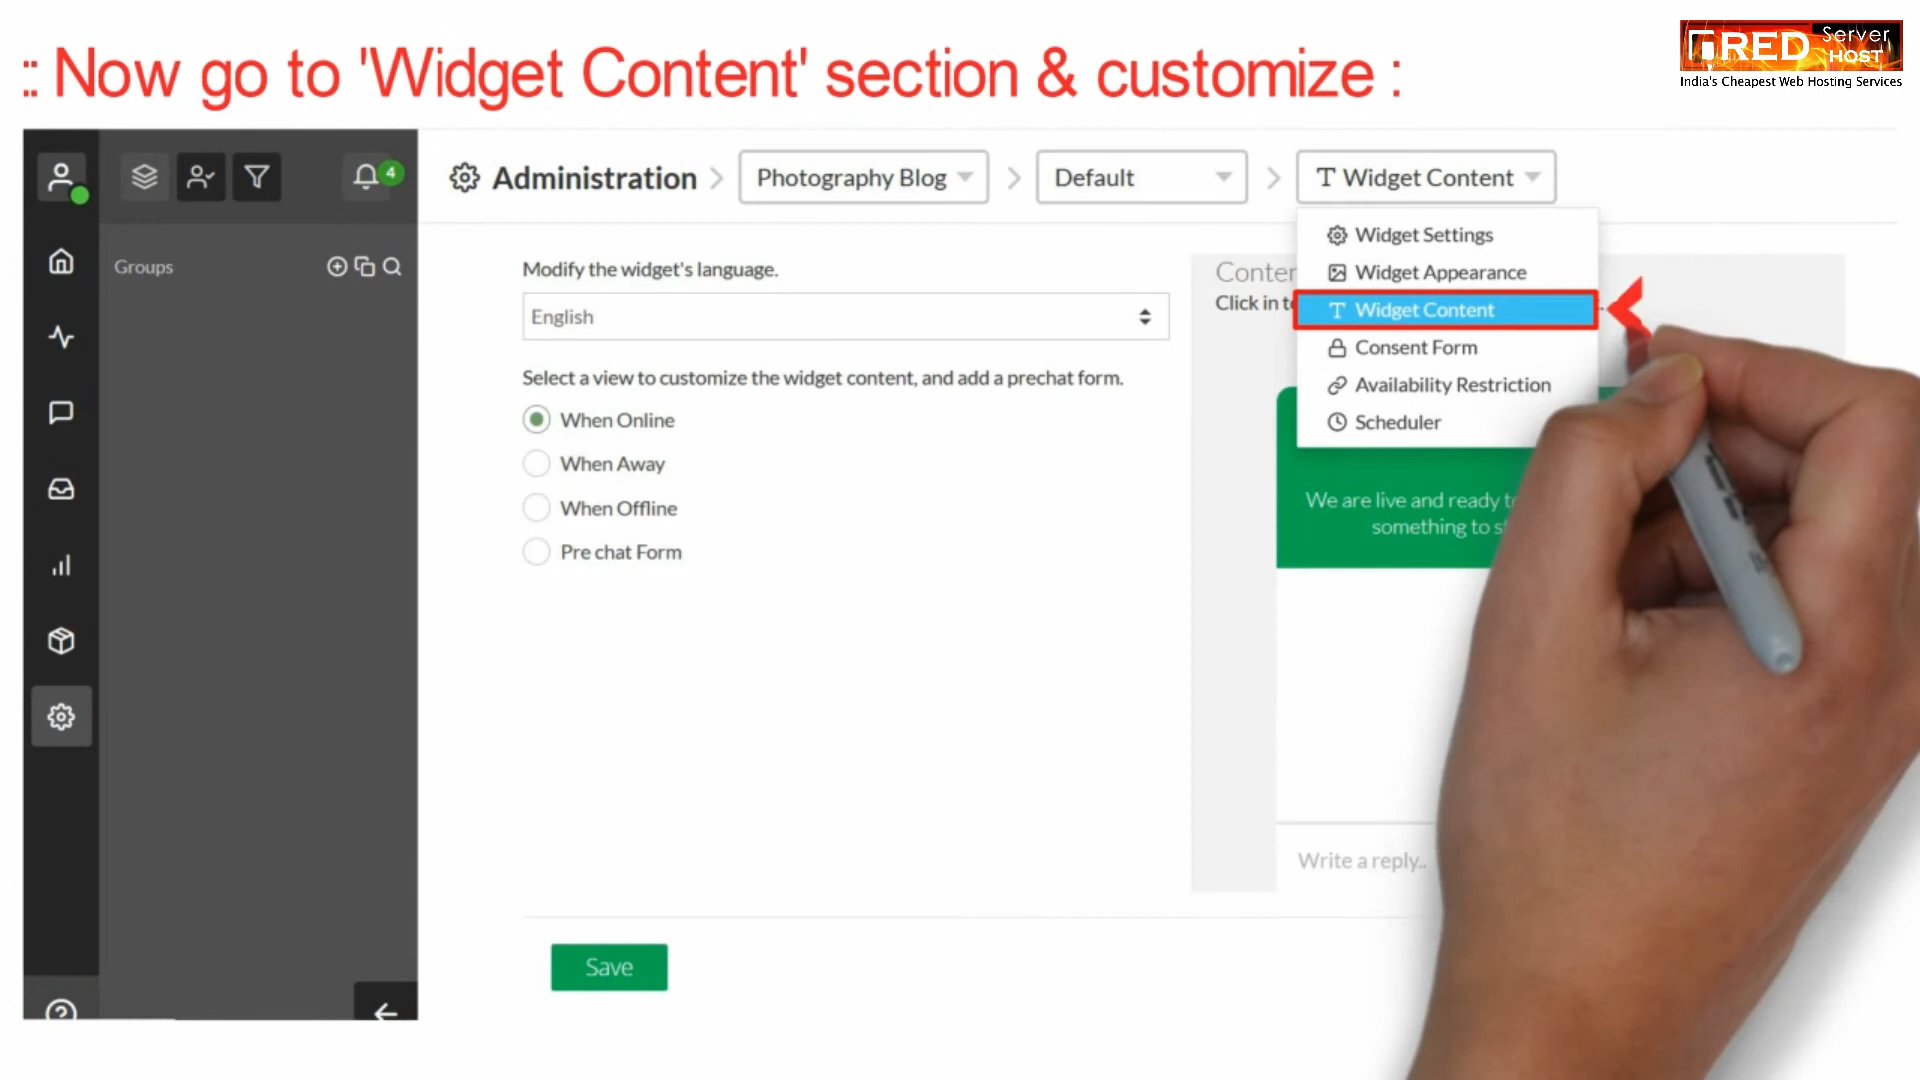 :: Now go to 'Widget Content' section & customize :
RED Server HOST
India's Cheapest Web Hosting Services
4
Administration
Photography Blog
Default
T Widget Content
Groups
Widget Settings
Widget Appearance
T Widget Content
Consent Form
Availability Restriction
Scheduler
Modify the widget's language.
English
Select a view to customize the widget content, and add a prechat form.
When Online
When Away
When Offline
Pre chat Form
Click in
We are live and ready
something to
Write a reply..
Save